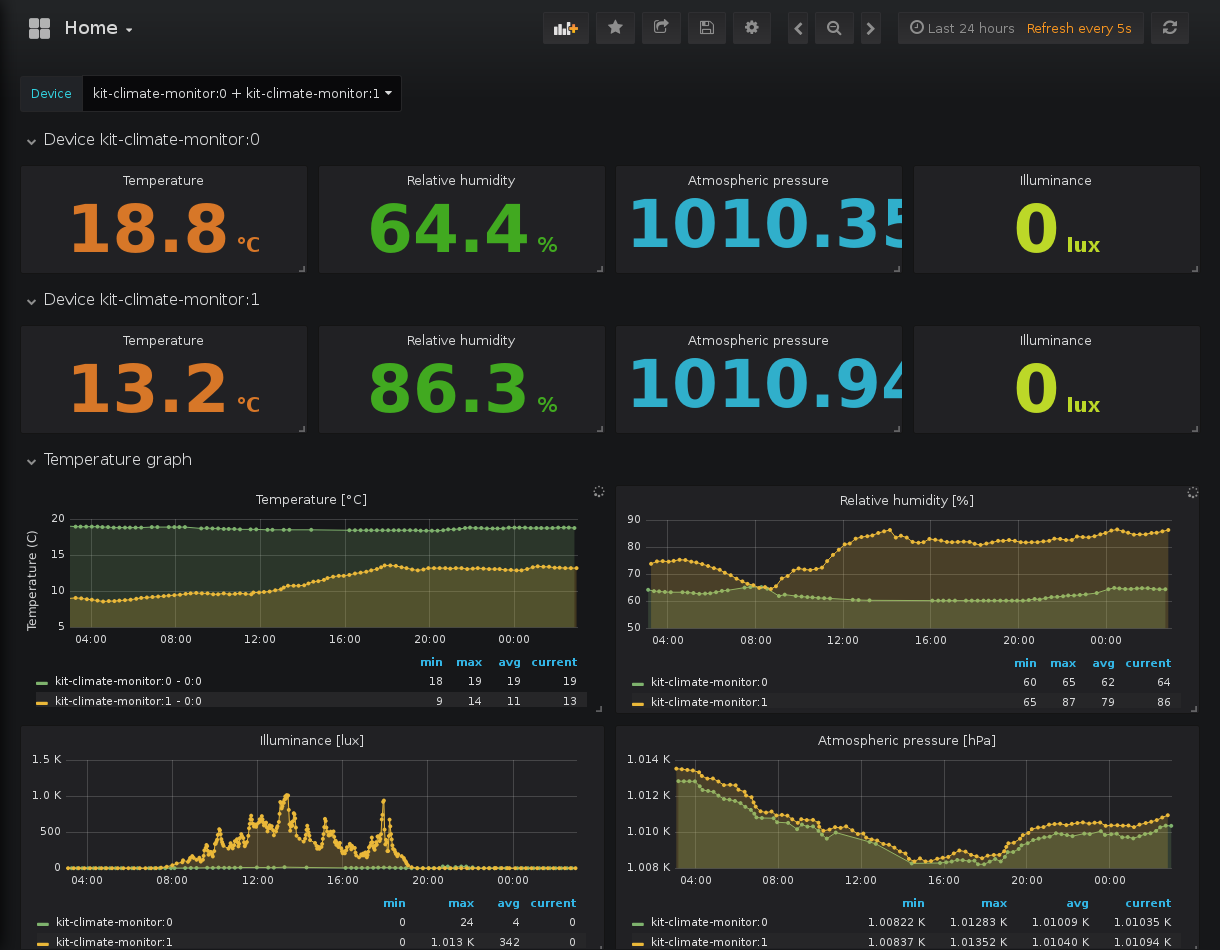 Home
Last 24 hours Refresh every 5s
Device kit-climate-monitor:0 + kit-climate-monitor:1
Device kit-climate-monitor:0
Temperature Relative humidity Atmospheric pressure Illuminance
18.8 °C 64.4 % 1010.35 0 lux
Device kit-climate-monitor:1
Temperature Relative humidity Atmospheric pressure Illuminance
13.2 °C 86.3 % 1010.94 0 lux
Temperature graph
Temperature [°C]
Temperature (C)
20
15
10
5
04:00 08:00 12:00 16:00 20:00 00:00
min max avg current
kit-climate-monitor:0 - 0:0 18 19 19 19
kit-climate-monitor:1 - 0:0 9 14 11 13
Relative humidity [%]
90
80
70
60
50
04:00 08:00 12:00 16:00 20:00 00:00
min max avg current
kit-climate-monitor:0 60 65 62 64
kit-climate-monitor:1 65 87 79 86
Illuminance [lux]
1.5 K
1.0 K
500
0
04:00 08:00 12:00 16:00 20:00 00:00
min max avg current
kit-climate-monitor:0 0 24 4 0
kit-climate-monitor:1 0 1.013 K 342 0
Atmospheric pressure [hPa]
1.014 K
1.012 K
1.010 K
1.008 K
04:00 08:00 12:00 16:00 20:00 00:00
min max avg current
kit-climate-monitor:0 1.00822 K 1.01283 K 1.01009 K 1.01035 K
kit-climate-monitor:1 1.00837 K 1.01352 K 1.01040 K 1.01094 K